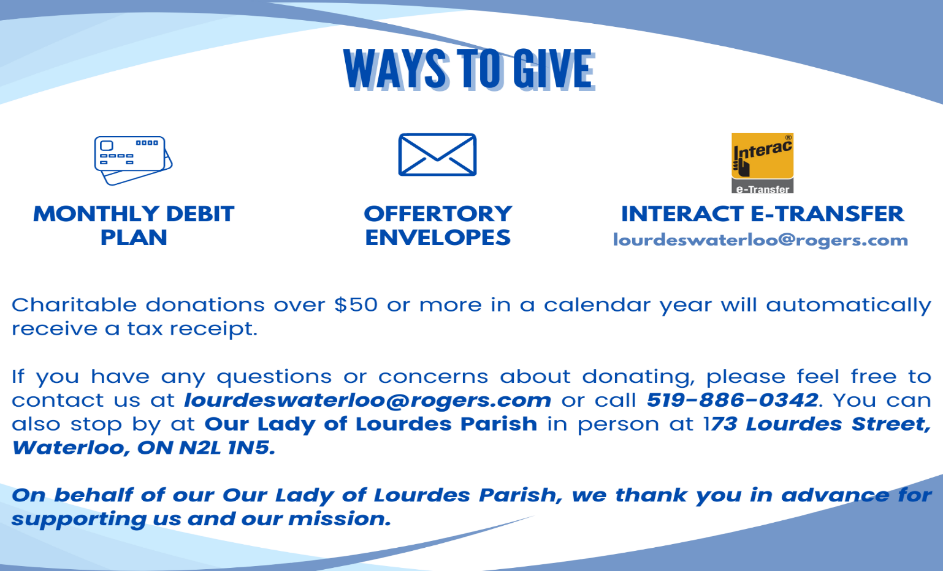 WAYS TO GIVE
Interac®
e-Transfer
MONTHLY DEBIT
PLAN
OFFERTORY
ENVELOPES
INTERACT E-TRANSFER
lourdeswaterloo@rogers.com
Charitable donations over $50 or more in a calendar year will automatically
receive a tax receipt.
If you have any questions or concerns about donating, please feel free to
contact us at lourdeswaterloo@rogers.com or call 519-886-0342. You can
also stop by at Our Lady of Lourdes Parish in person at 173 Lourdes Street,
Waterloo, ON N2L 1N5.
On behalf of our Our Lady of Lourdes Parish, we thank you in advance for
supporting us and our mission.